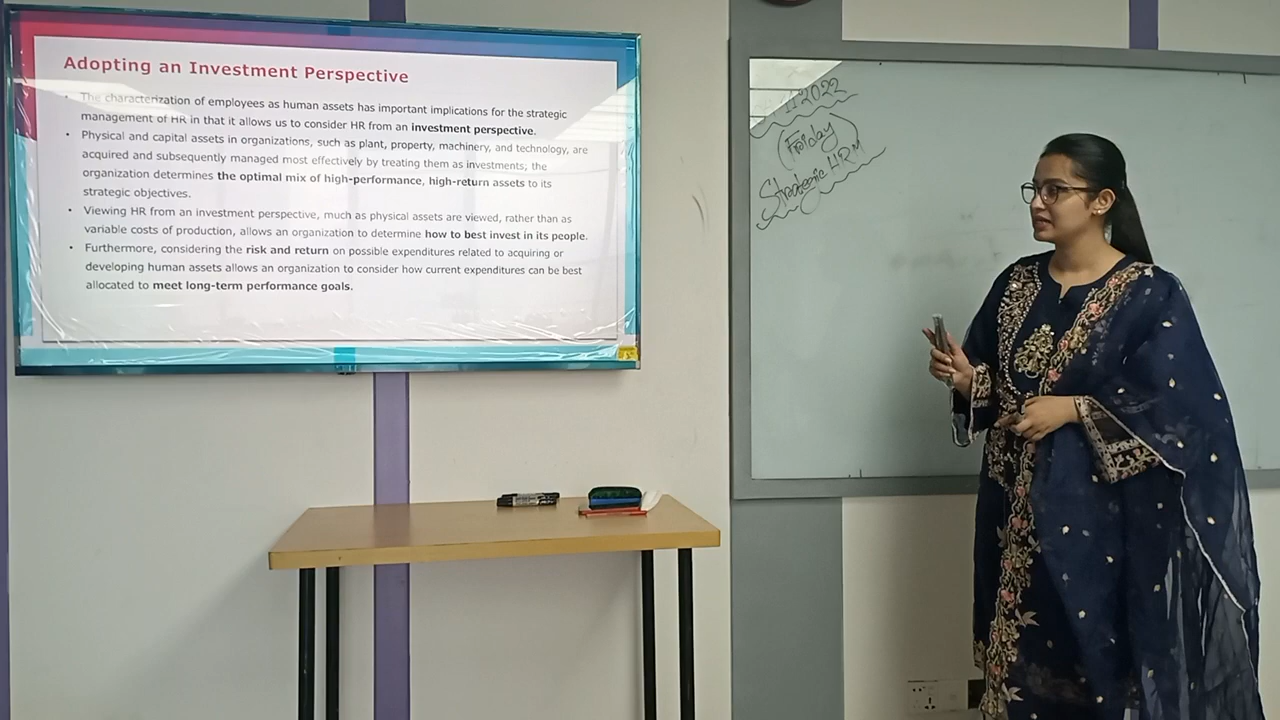 Adopting an Investment Perspective
• The characterization of employees as human assets has important implications for the strategic
management of HR in that it allows us to consider HR from an investment perspective.
• Physical and capital assets in organizations, such as plant, property, machinery, and technology, are
acquired and subsequently managed most effectively by treating them as investments; the
organization determines the optimal mix of high-performance, high-return assets to its
strategic objectives.
• Viewing HR from an investment perspective, much as physical assets are viewed, rather than as
variable costs of production, allows an organization to determine how to best invest in its people.
• Furthermore, considering the risk and return on possible expenditures related to acquiring or
developing human assets allows an organization to consider how current expenditures can be best
allocated to meet long-term performance goals.
2022
(Friday)
Strategic HRM